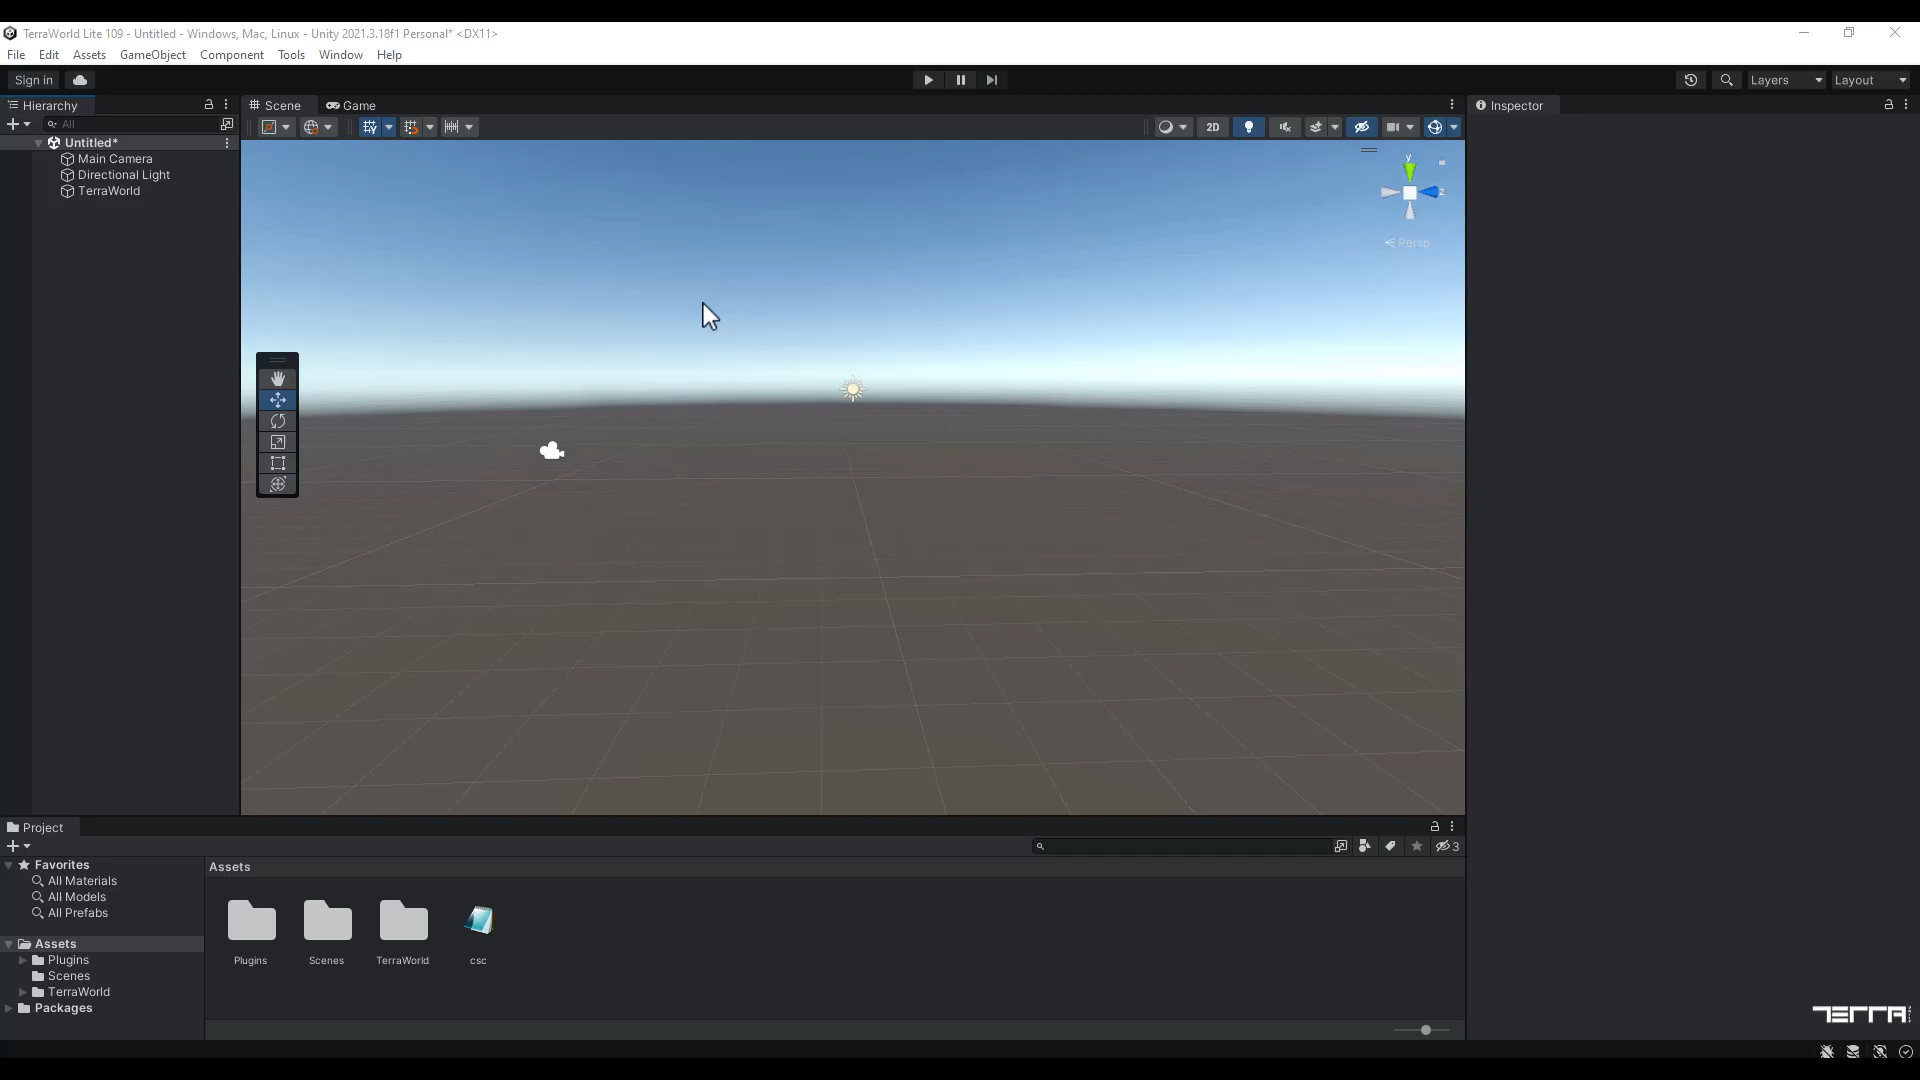 TerraWorld Lite 109 - Untitled - Windows, Mac, Linux - Unity 2021.3.18f1 Personal* <DX11>
File Edit Assets GameObject Component Tools Window Help
Sign in Layers Layout
Hierarchy Scene Game Inspector
All 2D
Untitled*
Main Camera
Directional Light
TerraWorld
y
z
Persp
Project
3
Favorites Assets
All Materials
All Models
All Prefabs
Assets
Plugins
Scenes
TerraWorld
Packages
Plugins Scenes TerraWorld csc
TERRA